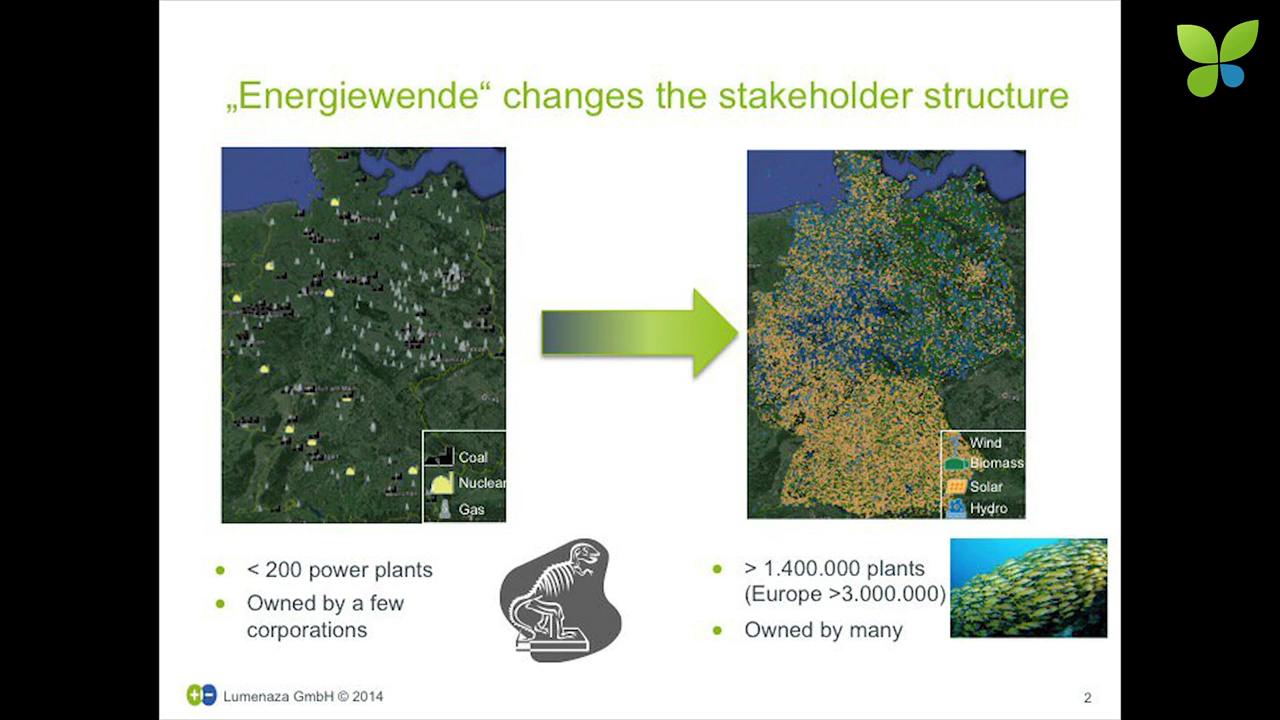 „Energiewende“ changes the stakeholder structure
Coal
Nuclear
Gas
Wind
Biomass
Solar
Hydro
• < 200 power plants
• Owned by a few
corporations
• > 1.400.000 plants
(Europe >3.000.000)
• Owned by many
Lumenaza GmbH © 2014
2